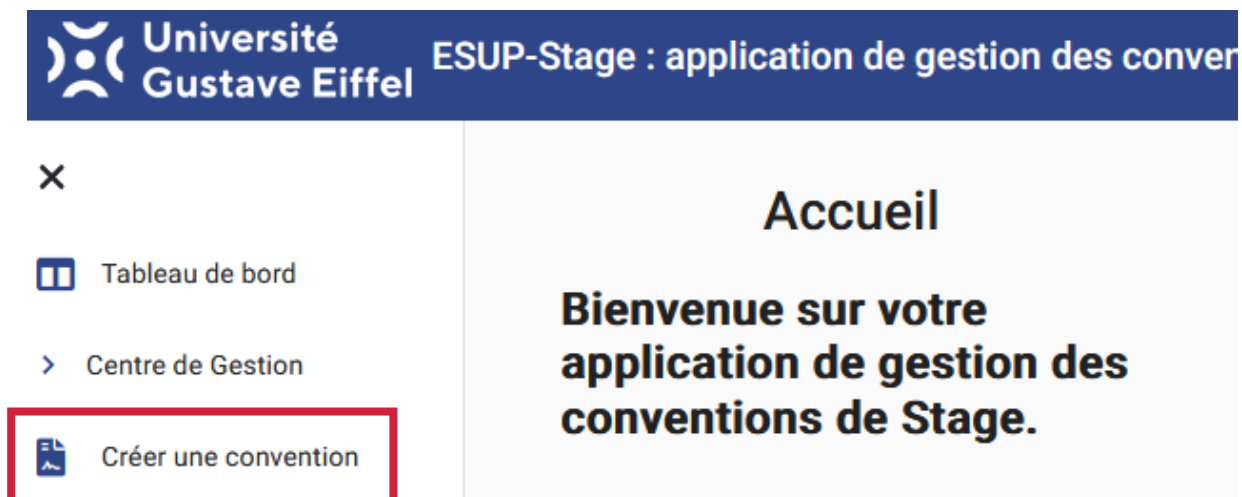 Université
Gustave Eiffel
ESUP-Stage : application de gestion des conven
Tableau de bord
Centre de Gestion
Créer une convention
Accueil
Bienvenue sur votre
application de gestion des
conventions de Stage.